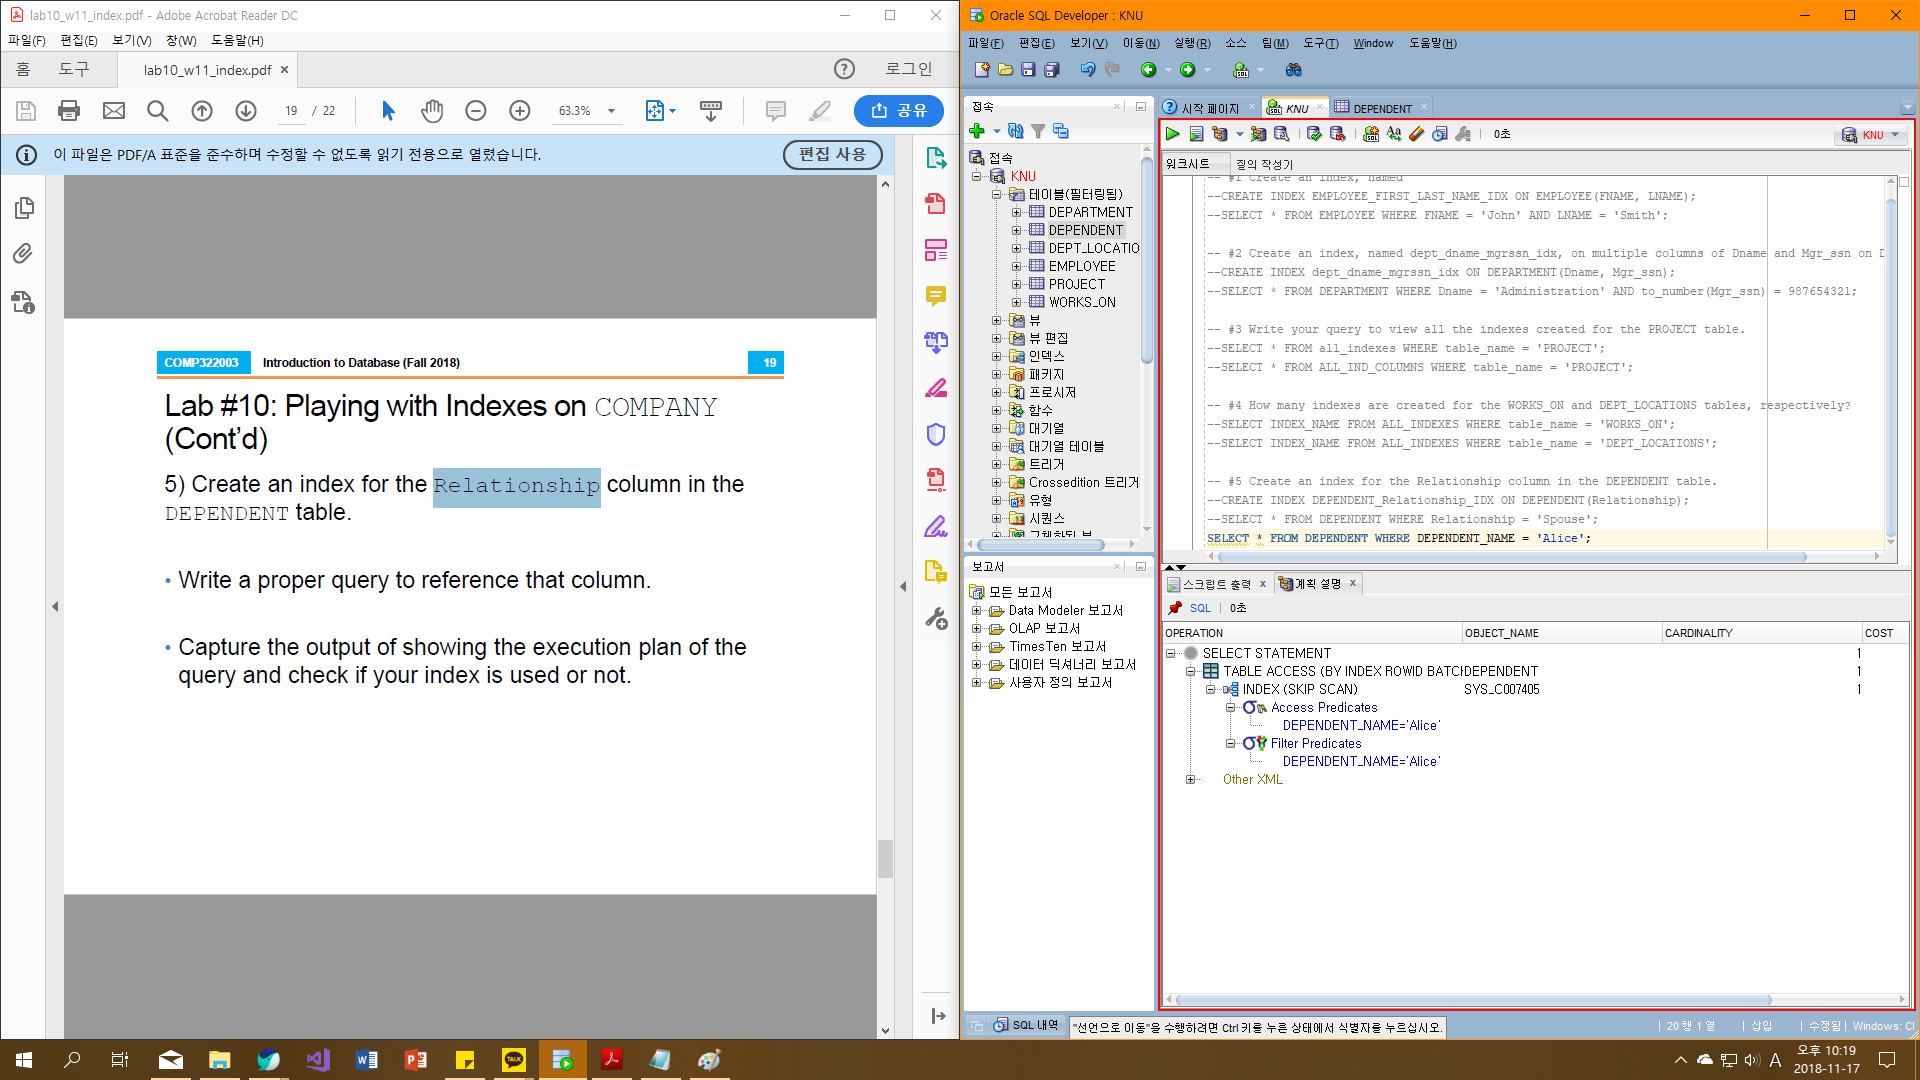 lab10_w11_index.pdf - Adobe Acrobat Reader DC
파일(F) 편집(E) 보기(V) 창(W) 도움말(H)
홈 도구 lab10_w11_index.pdf 로그인
19 / 22 63.3% 공유
이 파일은 PDF/A 표준을 준수하며 수정할 수 없도록 읽기 전용으로 열렸습니다. 편집 사용
COMP322003 Introduction to Database (Fall 2018) 19
Lab #10: Playing with Indexes on COMPANY
(Cont'd)
5) Create an index for the Relationship column in the
DEPENDENT table.
• Write a proper query to reference that column.
• Capture the output of showing the execution plan of the
query and check if your index is used or not.
Oracle SQL Developer : KNU
파일(F) 편집(E) 보기(V) 이동(N) 실행(R) 소스 팀(M) 도구(T) Window 도움말(H)
접속
접속
KNU
테이블(필터링됨)
DEPARTMENT
DEPENDENT
DEPT_LOCATIO
EMPLOYEE
PROJECT
WORKS_ON
뷰
뷰 편집
인덱스
패키지
프로시저
함수
대기열
대기열 테이블
트리거
Crossedition 트리거
유형
시퀀스
보고서
모든 보고서
Data Modeler 보고서
OLAP 보고서
TimesTen 보고서
데이터 딕셔너리 보고서
사용자 정의 보고서
시작 페이지 KNU DEPENDENT
0초 KNU
워크시트 질의 작성기
-- #1 Create an index, named
--CREATE INDEX EMPLOYEE_FIRST_LAST_NAME_IDX ON EMPLOYEE(FNAME, LNAME);
--SELECT * FROM EMPLOYEE WHERE FNAME = 'John' AND LNAME = 'Smith';
-- #2 Create an index, named dept_dname_mgrssn_idx, on multiple columns of Dname and Mgr_ssn on D
--CREATE INDEX dept_dname_mgrssn_idx ON DEPARTMENT(Dname, Mgr_ssn);
--SELECT * FROM DEPARTMENT WHERE Dname = 'Administration' AND to_number(Mgr_ssn) = 987654321;
-- #3 Write your query to view all the indexes created for the PROJECT table.
--SELECT * FROM all_indexes WHERE table_name = 'PROJECT';
--SELECT * FROM ALL_IND_COLUMNS WHERE table_name = 'PROJECT';
-- #4 How many indexes are created for the WORKS_ON and DEPT_LOCATIONS tables, respectively?
--SELECT INDEX_NAME FROM ALL_INDEXES WHERE table_name = 'WORKS_ON';
--SELECT INDEX_NAME FROM ALL_INDEXES WHERE table_name = 'DEPT_LOCATIONS';
-- #5 Create an index for the Relationship column in the DEPENDENT table.
--CREATE INDEX DEPENDENT_Relationship_IDX ON DEPENDENT(Relationship);
--SELECT * FROM DEPENDENT WHERE Relationship = 'Spouse';
SELECT * FROM DEPENDENT WHERE DEPENDENT_NAME = 'Alice';
스크립트 출력 계획 설명
SQL 0초
OPERATION OBJECT_NAME CARDINALITY COST
SELECT STATEMENT 1
TABLE ACCESS (BY INDEX ROWID BATCH DEPENDENT 1
INDEX (SKIP SCAN) SYS_C007405 1
Access Predicates
DEPENDENT_NAME='Alice'
Filter Predicates
DEPENDENT_NAME='Alice'
Other XML
SQL 내역 "선언으로 이동"을 수행하려면 Ctrl 키를 누른 상태에서 식별자를 누르십시오. 20 행 1 열 삽입 수정됨 Windows: Cl
A 오후 10:19
2018-11-17